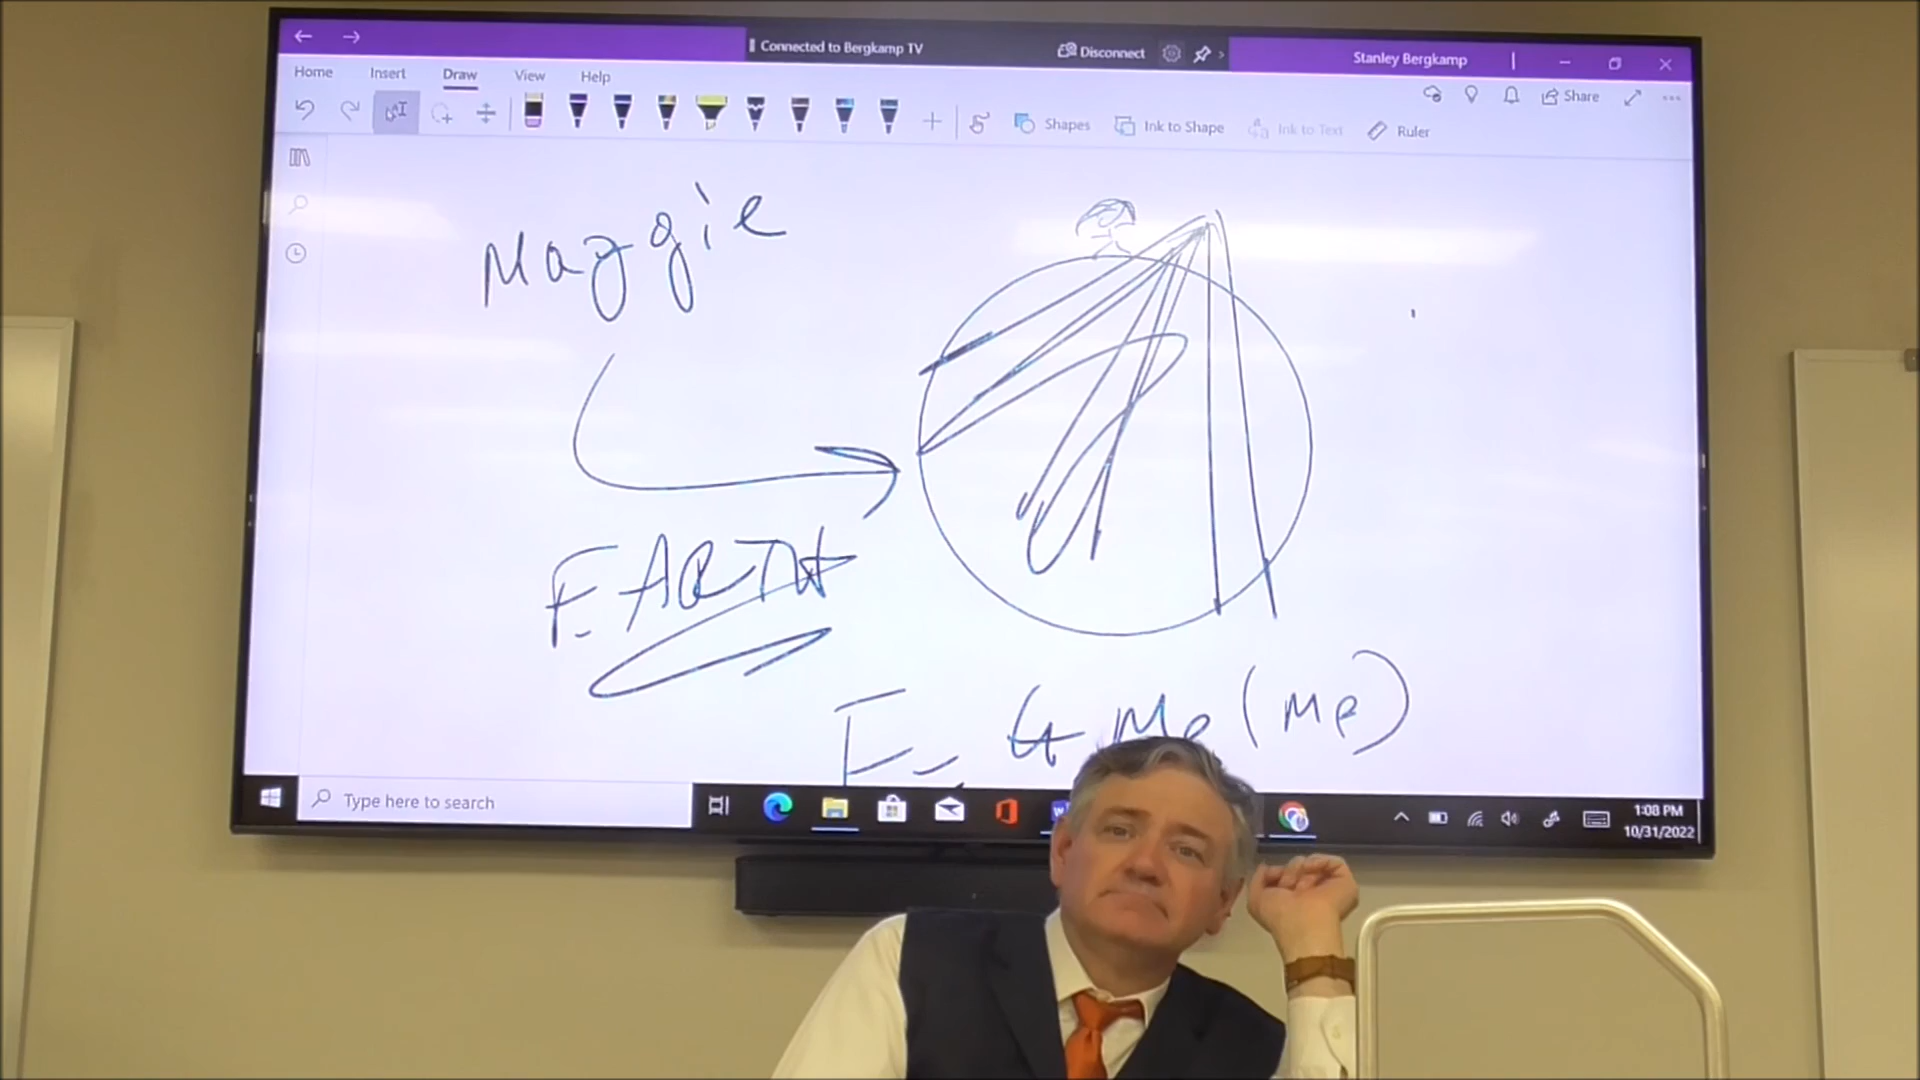 Connected to Bergkamp TV
Disconnect
Stanley Bergkamp
Home Insert Draw View Help
Share
Shapes Ink to Shape Ink to Text Ruler
Maggie
EARTH
F = G Me (Me)
Type here to search
1:08 PM
10/31/2022